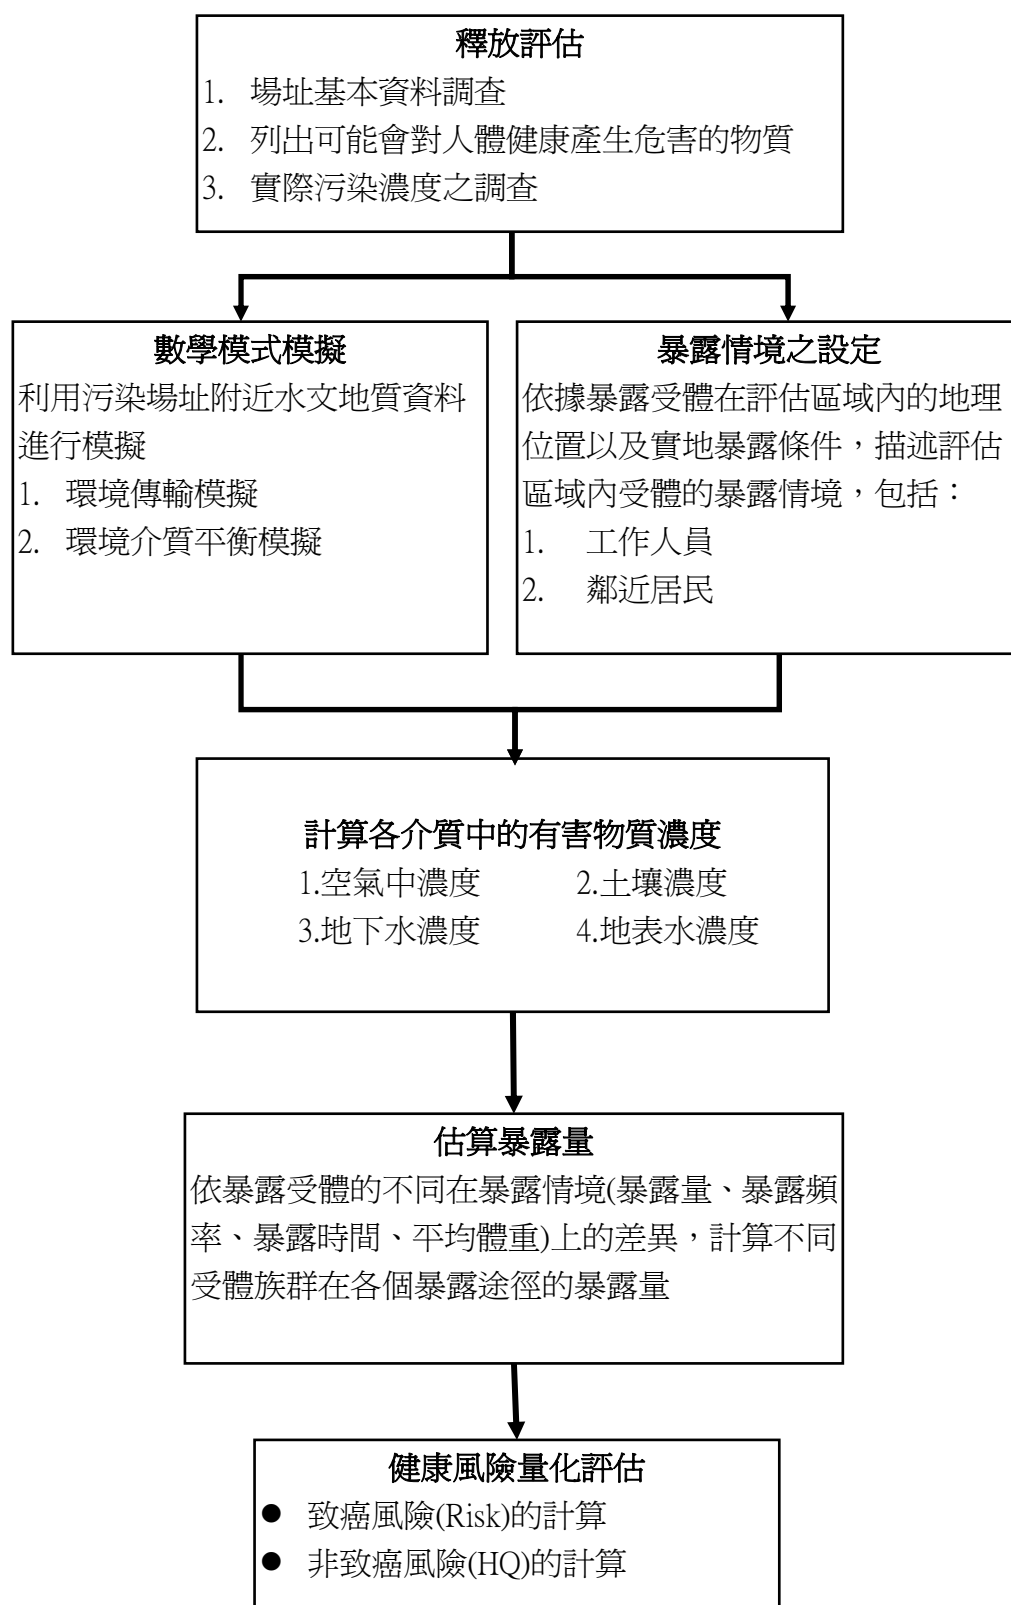 釋放評估
1. 場址基本資料調查
2. 列出可能會對人體健康產生危害的物質
3. 實際污染濃度之調查
數學模式模擬
利用污染場址附近水文地質資料
進行模擬
1. 環境傳輸模擬
2. 環境介質平衡模擬
暴露情境之設定
依據暴露受體在評估區域內的地理
位置以及實地暴露條件，描述評估
區域內受體的暴露情境，包括：
1. 工作人員
2. 鄰近居民
計算各介質中的有害物質濃度
1.空氣中濃度 2.土壤濃度
3.地下水濃度 4.地表水濃度
估算暴露量
依暴露受體的不同在暴露情境(暴露量、暴露頻
率、暴露時間、平均體重)上的差異，計算不同
受體族群在各個暴露途徑的暴露量
健康風險量化評估
● 致癌風險(Risk)的計算
● 非致癌風險(HQ)的計算